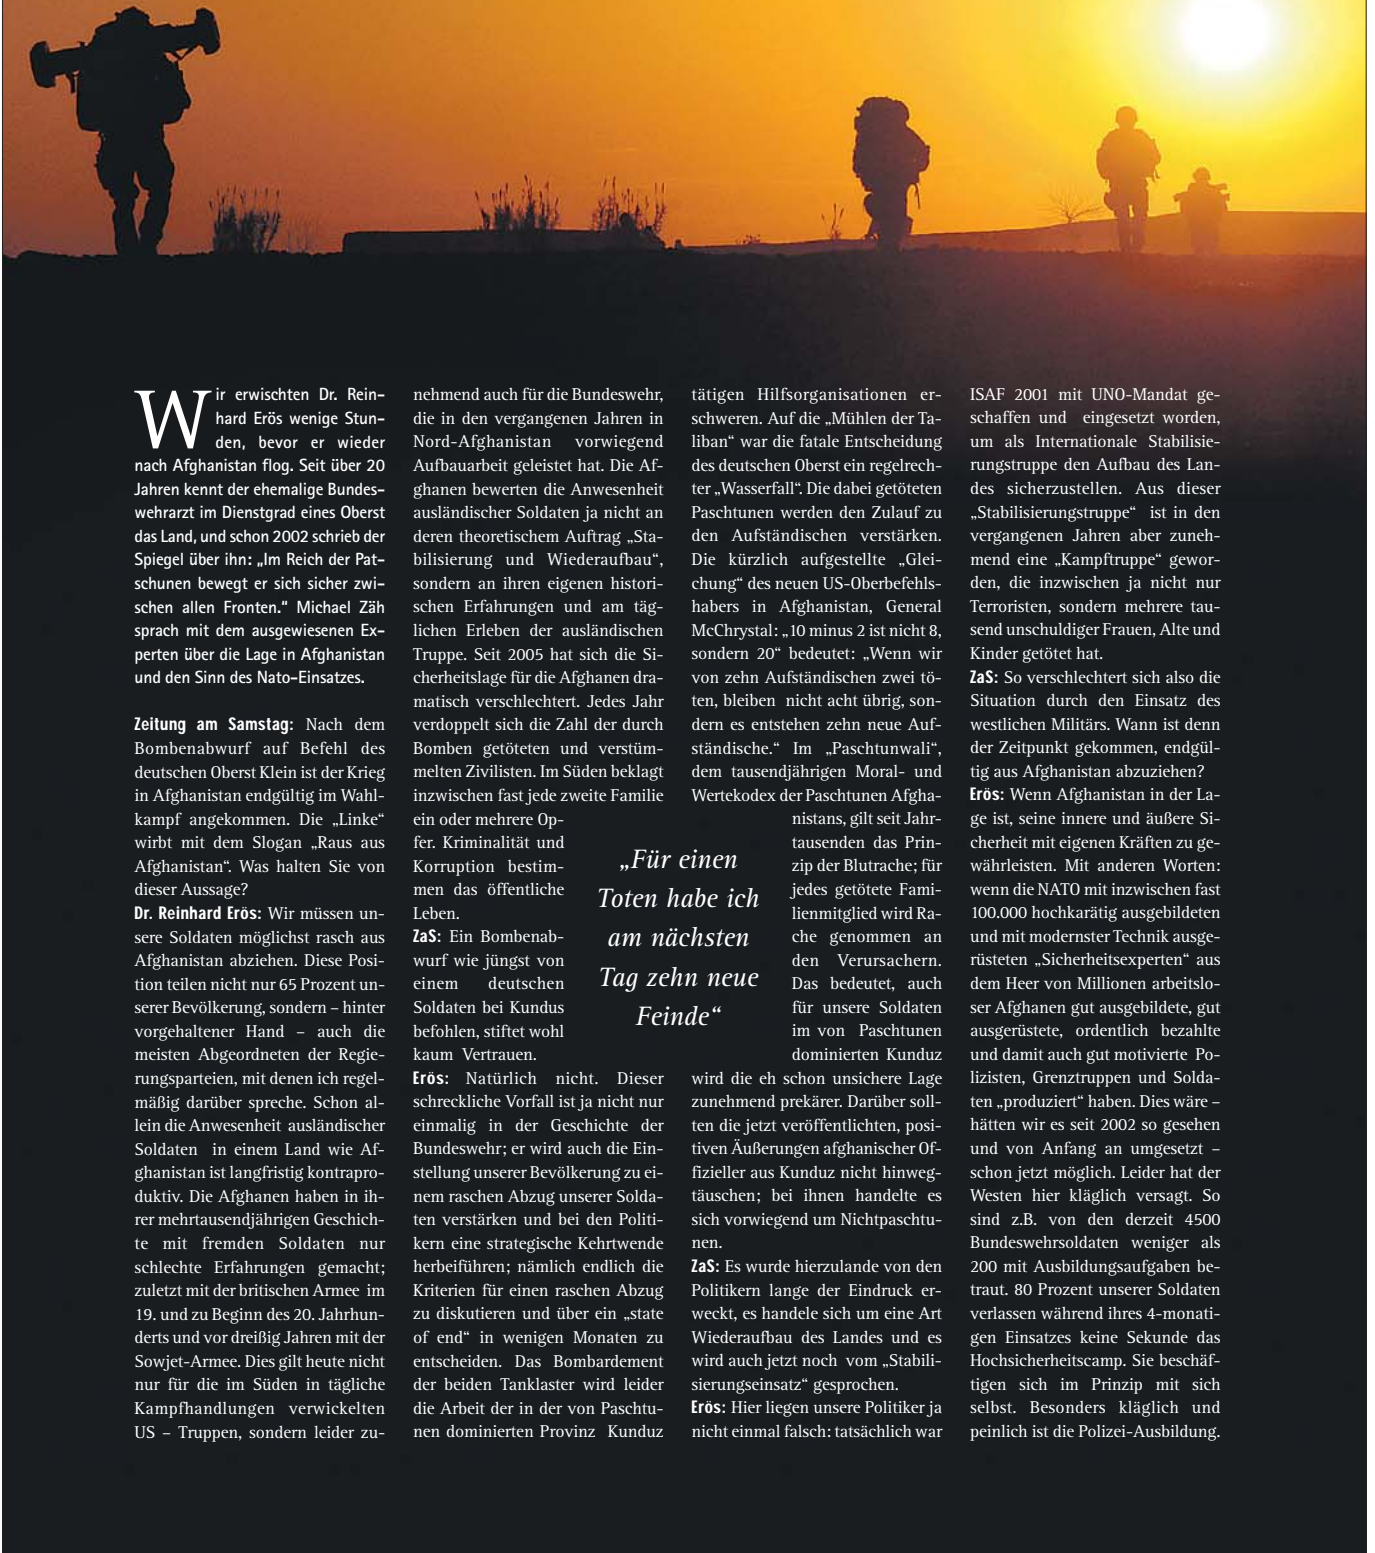 Wir erwischten Dr. Rein-
hard Erös wenige Stun-
den, bevor er wieder
nach Afghanistan flog. Seit über 20
Jahren kennt der ehemalige Bundes-
wehrarzt im Dienstgrad eines Oberst
das Land, und schon 2002 schrieb der
Spiegel über ihn: „Im Reich der Pat-
schunen bewegt er sich sicher zwi-
schen allen Fronten.“ Michael Zäh
sprach mit dem ausgewiesenen Ex-
perten über die Lage in Afghanistan
und den Sinn des Nato-Einsatzes.
Zeitung am Samstag: Nach dem
Bombenabwurf auf Befehl des
deutschen Oberst Klein ist der Krieg
in Afghanistan endgültig im Wahl-
kampf angekommen. Die „Linke“
wirbt mit dem Slogan „Raus aus
Afghanistan“. Was halten Sie von
dieser Aussage?
Dr. Reinhard Erös: Wir müssen un-
sere Soldaten möglichst rasch aus
Afghanistan abziehen. Diese Posi-
tion teilen nicht nur 65 Prozent un-
serer Bevölkerung, sondern – hinter
vorgehaltener Hand – auch die
meisten Abgeordneten der Regie-
rungsparteien, mit denen ich regel-
mäßig darüber spreche. Schon al-
lein die Anwesenheit ausländischer
Soldaten in einem Land wie Af-
ghanistan ist langfristig kontrapro-
duktiv. Die Afghanen haben in ih-
rer mehrtausendjährigen Geschich-
te mit fremden Soldaten nur
schlechte Erfahrungen gemacht;
zuletzt mit der britischen Armee im
19. und zu Beginn des 20. Jahrhun-
derts und vor dreißig Jahren mit der
Sowjet-Armee. Dies gilt heute nicht
nur für die im Süden in tägliche
Kampfhandlungen verwickelten
US – Truppen, sondern leider zu-
nehmend auch für die Bundeswehr,
die in den vergangenen Jahren in
Nord-Afghanistan vorwiegend
Aufbauarbeit geleistet hat. Die Af-
ghanen bewerten die Anwesenheit
ausländischer Soldaten ja nicht an
deren theoretischem Auftrag „Sta-
bilisierung und Wiederaufbau“,
sondern an ihren eigenen histori-
schen Erfahrungen und am täg-
lichen Erleben der ausländischen
Truppe. Seit 2005 hat sich die Si-
cherheitslage für die Afghanen dra-
matisch verschlechtert. Jedes Jahr
verdoppelt sich die Zahl der durch
Bomben getöteten und verstüm-
melten Zivilisten. Im Süden beklagt
inzwischen fast jede zweite Familie
ein oder mehrere Op-
fer. Kriminalität und
Korruption bestim-
men das öffentliche
Leben.
ZaS: Ein Bombenab-
wurf wie jüngst von
einem deutschen
Soldaten bei Kundus
befohlen, stiftet wohl
kaum Vertrauen.
Erös: Natürlich nicht. Dieser
schreckliche Vorfall ist ja nicht nur
einmalig in der Geschichte der
Bundeswehr; er wird auch die Ein-
stellung unserer Bevölkerung zu ei-
nem raschen Abzug unserer Solda-
ten verstärken und bei den Politi-
kern eine strategische Kehrtwende
herbeiführen; nämlich endlich die
Kriterien für einen raschen Abzug
zu diskutieren und über ein „state
of end“ in wenigen Monaten zu
entscheiden. Das Bombardement
der beiden Tanklaster wird leider
die Arbeit der in der von Paschtu-
nen dominierten Provinz Kunduz
„Für einen
Toten habe ich
am nächsten
Tag zehn neue
Feinde“
tätigen Hilfsorganisationen er-
schweren. Auf die „Mühlen der Ta-
liban“ war die fatale Entscheidung
des deutschen Oberst ein regelrech-
ter „Wasserfall“. Die dabei getöteten
Paschtunen werden den Zulauf zu
den Aufständischen verstärken.
Die kürzlich aufgestellte „Glei-
chung“ des neuen US-Oberbefehls-
habers in Afghanistan, General
McChrystal: „10 minus 2 ist nicht 8,
sondern 20“ bedeutet: „Wenn wir
von zehn Aufständischen zwei tö-
ten, bleiben nicht acht übrig, son-
dern es entstehen zehn neue Auf-
ständische.“ Im „Paschtunwali“,
dem tausendjährigen Moral- und
Wertekodex der Paschtunen Afgha-
nistans, gilt seit Jahr-
tausenden das Prin-
zip der Blutrache; für
jedes getötete Fami-
lienmitglied wird Ra-
che genommen an
den Verursachern.
Das bedeutet, auch
für unsere Soldaten
im von Paschtunen
dominierten Kunduz
wird die eh schon unsichere Lage
zunehmend prekärer. Darüber soll-
ten die jetzt veröffentlichten, posi-
tiven Äußerungen afghanischer Of-
fizieller aus Kunduz nicht hinweg-
täuschen; bei ihnen handelte es
sich vorwiegend um Nichtpaschtu-
nen.
ZaS: Es wurde hierzulande von den
Politikern lange der Eindruck er-
weckt, es handele sich um eine Art
Wiederaufbau des Landes und es
wird auch jetzt noch vom „Stabili-
sierungseinsatz“ gesprochen.
Erös: Hier liegen unsere Politiker ja
nicht einmal falsch: tatsächlich war
ISAF 2001 mit UNO-Mandat ge-
schaffen und eingesetzt worden,
um als Internationale Stabilisie-
rungstruppe den Aufbau des Lan-
des sicherzustellen. Aus dieser
„Stabilisierungstruppe“ ist in den
vergangenen Jahren aber zuneh-
mend eine „Kampftruppe“ gewor-
den, die inzwischen ja nicht nur
Terroristen, sondern mehrere tau-
send unschuldiger Frauen, Alte und
Kinder getötet hat.
ZaS: So verschlechtert sich also die
Situation durch den Einsatz des
westlichen Militärs. Wann ist denn
der Zeitpunkt gekommen, endgül-
tig aus Afghanistan abzuziehen?
Erös: Wenn Afghanistan in der La-
ge ist, seine innere und äußere Si-
cherheit mit eigenen Kräften zu ge-
währleisten. Mit anderen Worten:
wenn die NATO mit inzwischen fast
100.000 hochkarätig ausgebildeten
und mit modernster Technik ausge-
rüsteten „Sicherheitsexperten“ aus
dem Heer von Millionen arbeitslo-
ser Afghanen gut ausgebildete, gut
ausgerüstete, ordentlich bezahlte
und damit auch gut motivierte Po-
lizisten, Grenztruppen und Solda-
ten „produziert“ haben. Dies wäre –
hätten wir es seit 2002 so gesehen
und von Anfang an umgesetzt –
schon jetzt möglich. Leider hat der
Westen hier kläglich versagt. So
sind z.B. von den derzeit 4500
Bundeswehrsoldaten weniger als
200 mit Ausbildungsaufgaben be-
traut. 80 Prozent unserer Soldaten
verlassen während ihres 4-monati-
gen Einsatzes keine Sekunde das
Hochsicherheitscamp. Sie beschäf-
tigen sich im Prinzip mit sich
selbst. Besonders kläglich und
peinlich ist die Polizei-Ausbildung.